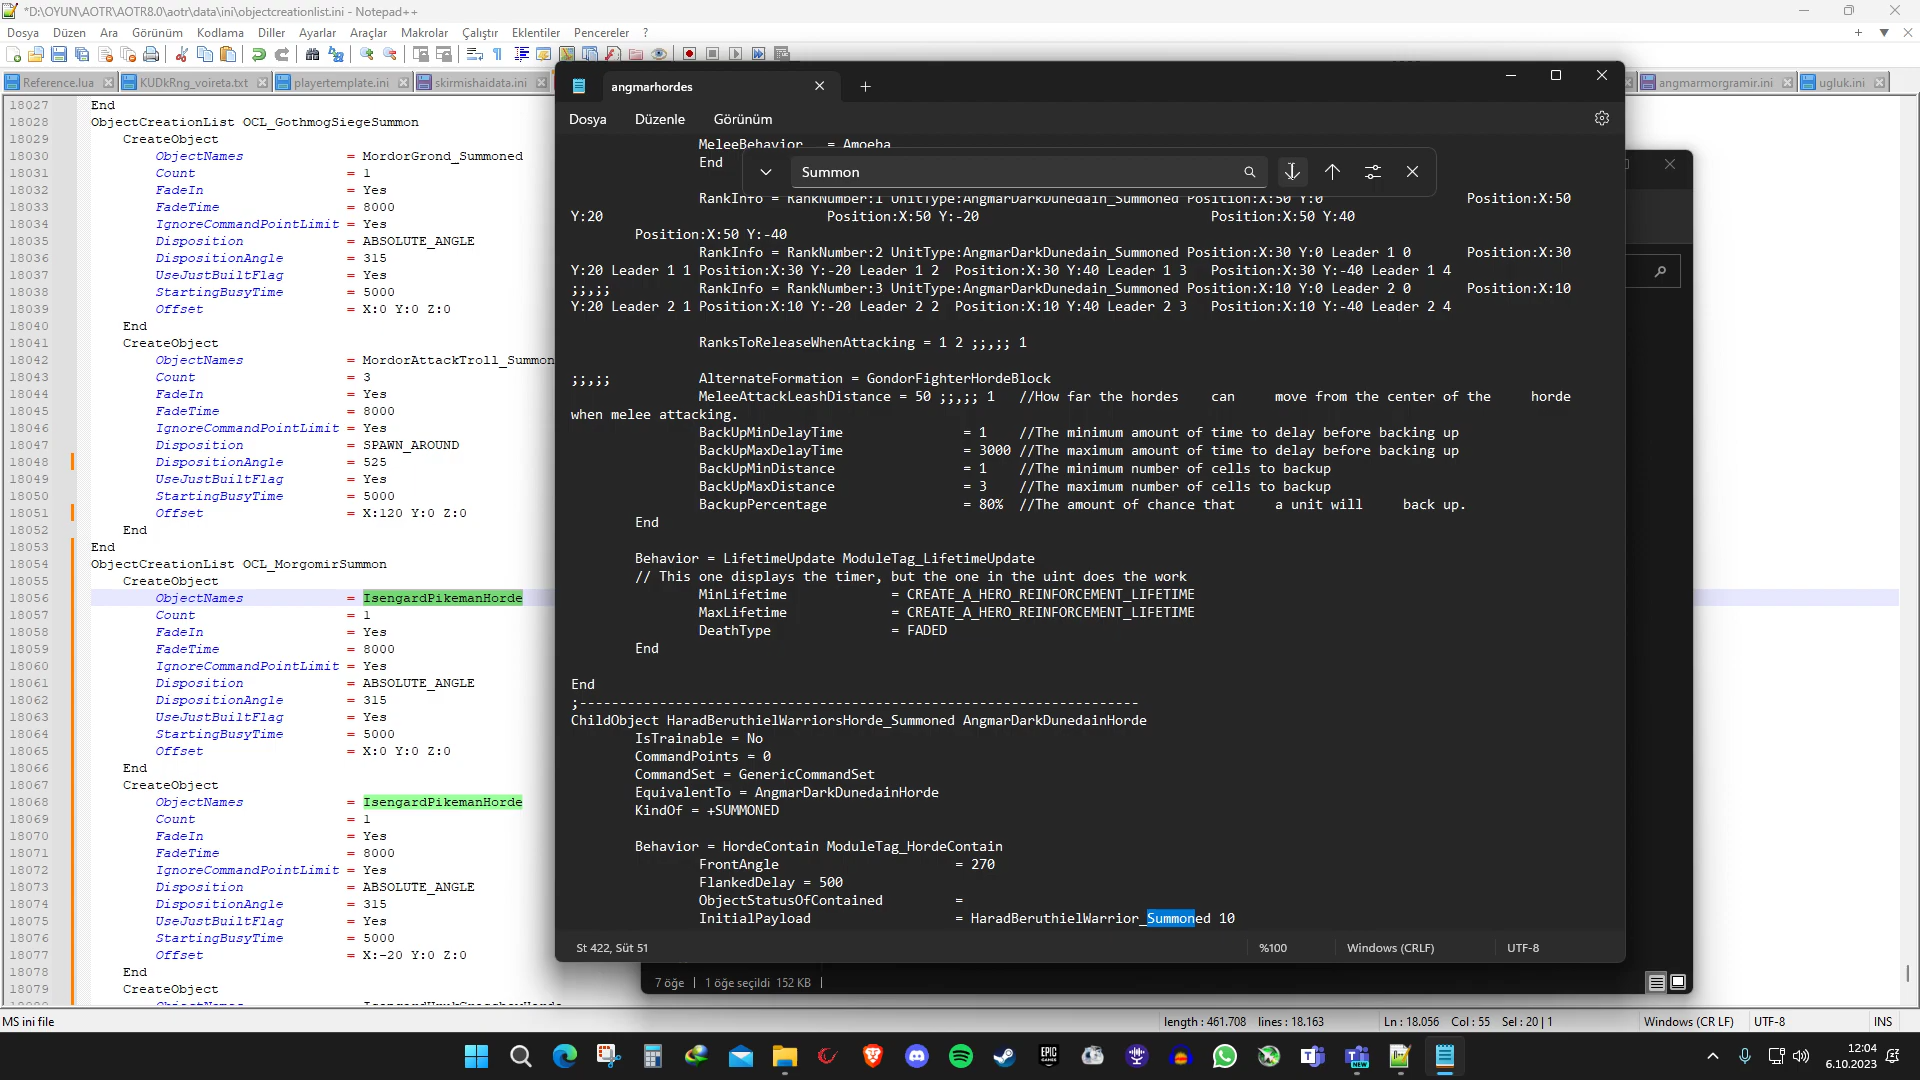 *D:\OYUN\AOTR\AOTR8.0\aotr\data\ini\objectcreationlist.ini - Notepad++
Dosya Düzen Ara Görünüm Kodlama Diller Ayarlar Araçlar Makrolar Çalıştır Eklentiler Pencereler ?
Reference.lua KUDkRng_voireta.txt playertemplate.ini skirmishaidata.ini angmarmorgramir.ini ugluk.ini
18027 End
18028 ObjectCreationList OCL_GothmogSiegeSummon
18029 CreateObject
18030 ObjectNames = MordorGrond_Summoned
18031 Count = 1
18032 FadeIn = Yes
18033 FadeTime = 8000
18034 IgnoreCommandPointLimit = Yes
18035 Disposition = ABSOLUTE_ANGLE
18036 DispositionAngle = 315
18037 UseJustBuiltFlag = Yes
18038 StartingBusyTime = 5000
18039 Offset = X:0 Y:0 Z:0
18040 End
18041 CreateObject
18042 ObjectNames = MordorAttackTroll_Summon
18043 Count = 3
18044 FadeIn = Yes
18045 FadeTime = 8000
18046 IgnoreCommandPointLimit = Yes
18047 Disposition = SPAWN_AROUND
18048 DispositionAngle = 525
18049 UseJustBuiltFlag = Yes
18050 StartingBusyTime = 5000
18051 Offset = X:120 Y:0 Z:0
18052 End
18053 End
18054 ObjectCreationList OCL_MorgomirSummon
18055 CreateObject
18056 ObjectNames = IsengardPikemanHorde
18057 Count = 1
18058 FadeIn = Yes
18059 FadeTime = 8000
18060 IgnoreCommandPointLimit = Yes
18061 Disposition = ABSOLUTE_ANGLE
18062 DispositionAngle = 315
18063 UseJustBuiltFlag = Yes
18064 StartingBusyTime = 5000
18065 Offset = X:0 Y:0 Z:0
18066 End
18067 CreateObject
18068 ObjectNames = IsengardPikemanHorde
18069 Count = 1
18070 FadeIn = Yes
18071 FadeTime = 8000
18072 IgnoreCommandPointLimit = Yes
18073 Disposition = ABSOLUTE_ANGLE
18074 DispositionAngle = 315
18075 UseJustBuiltFlag = Yes
18076 StartingBusyTime = 5000
18077 Offset = X:-20 Y:0 Z:0
18078 End
18079 CreateObject
angmarhordes
Dosya Düzenle Görünüm
MeleeBehavior = Amoeba
End
Summon
RankInfo = RankNumber:1 UnitType:AngmarDarkDunedain_Summoned Position:X:50 Y:0 Position:X:50
Y:20 Position:X:50 Y:-20 Position:X:50 Y:40
Position:X:50 Y:-40
RankInfo = RankNumber:2 UnitType:AngmarDarkDunedain_Summoned Position:X:30 Y:0 Leader 1 0 Position:X:30
Y:20 Leader 1 1 Position:X:30 Y:-20 Leader 1 2 Position:X:30 Y:40 Leader 1 3 Position:X:30 Y:-40 Leader 1 4
;;,;; RankInfo = RankNumber:3 UnitType:AngmarDarkDunedain_Summoned Position:X:10 Y:0 Leader 2 0 Position:X:10
Y:20 Leader 2 1 Position:X:10 Y:-20 Leader 2 2 Position:X:10 Y:40 Leader 2 3 Position:X:10 Y:-40 Leader 2 4
RanksToReleaseWhenAttacking = 1 2 ;;,;; 1
;;,;; AlternateFormation = GondorFighterHordeBlock
MeleeAttackLeashDistance = 50 ;;,;; 1 //How far the hordes can move from the center of the horde
when melee attacking.
BackUpMinDelayTime = 1 //The minimum amount of time to delay before backing up
BackUpMaxDelayTime = 3000 //The maximum amount of time to delay before backing up
BackUpMinDistance = 1 //The minimum number of cells to backup
BackUpMaxDistance = 3 //The maximum number of cells to backup
BackupPercentage = 80% //The amount of chance that a unit will back up.
End
Behavior = LifetimeUpdate ModuleTag_LifetimeUpdate
// This one displays the timer, but the one in the uint does the work
MinLifetime = CREATE_A_HERO_REINFORCEMENT_LIFETIME
MaxLifetime = CREATE_A_HERO_REINFORCEMENT_LIFETIME
DeathType = FADED
End
End
;----------------------------------------------------------------------
ChildObject HaradBeruthielWarriorsHorde_Summoned AngmarDarkDunedainHorde
IsTrainable = No
CommandPoints = 0
CommandSet = GenericCommandSet
EquivalentTo = AngmarDarkDunedainHorde
KindOf = +SUMMONED
Behavior = HordeContain ModuleTag_HordeContain
FrontAngle = 270
FlankedDelay = 500
ObjectStatusOfContained =
InitialPayload = HaradBeruthielWarrior_Summoned 10
St 422, Süt 51 %100 Windows (CRLF) UTF-8
7 öğe 1 öğe seçildi 152 KB
MS ini file length : 461.708 lines : 18.163 Ln : 18.056 Col : 55 Sel : 20 | 1 Windows (CR LF) UTF-8 INS
EPIC GAMES
NEW
12:04
6.10.2023